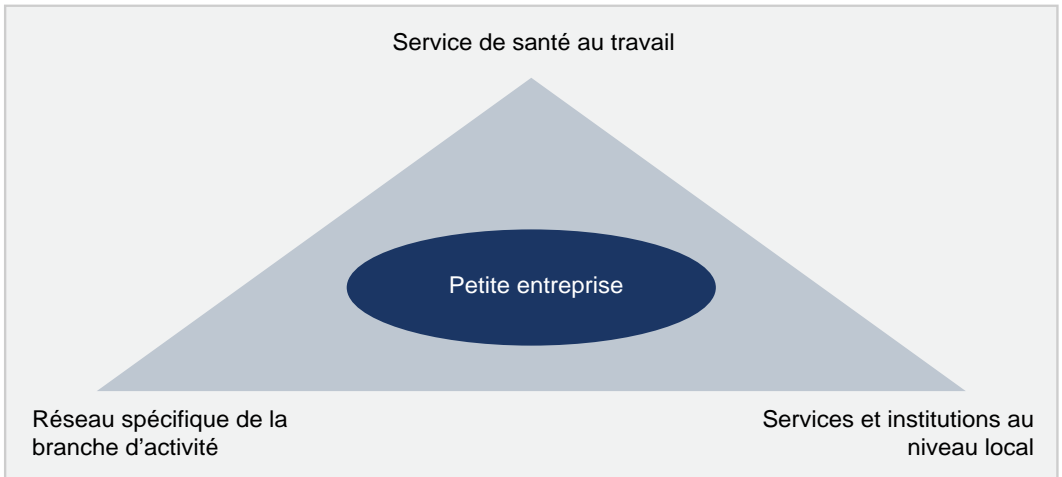 Service de santé au travail
Petite entreprise
Réseau spécifique de la
branche d’activité
Services et institutions au
niveau local